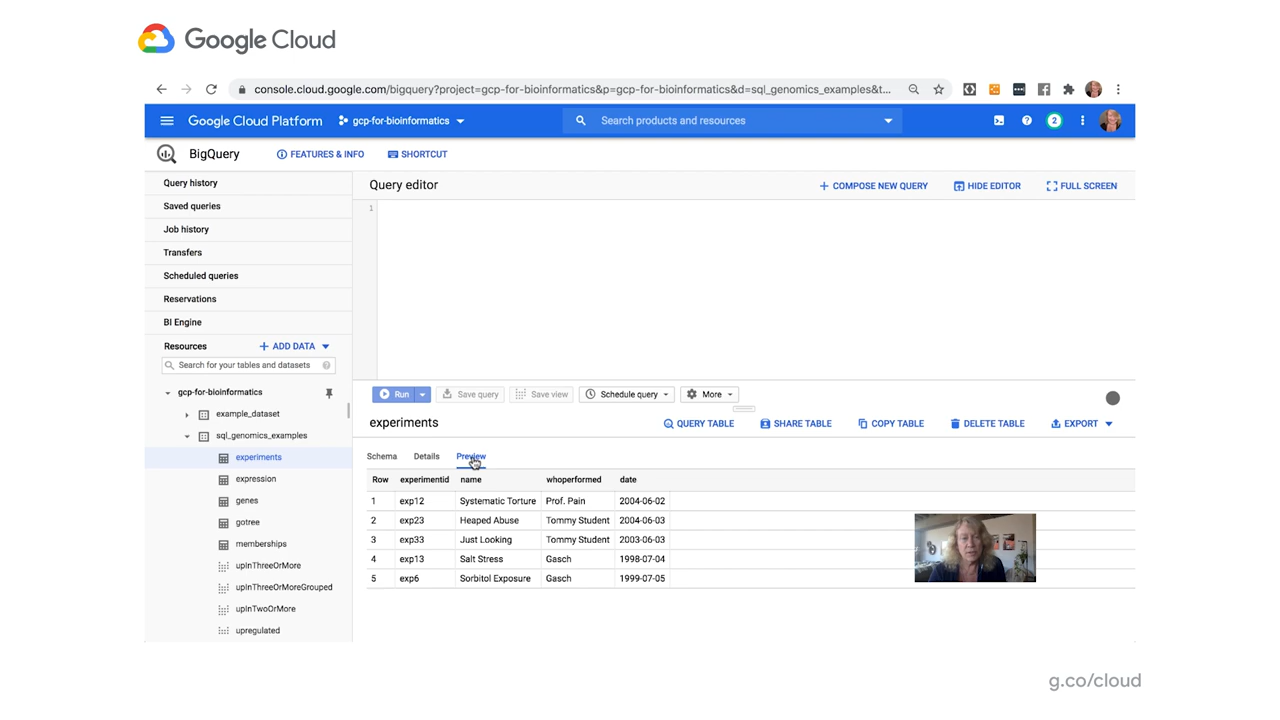 Google Cloud
console.cloud.google.com/bigquery?project=gcp-for-bioinformatics&p=gcp-for-bioinformatics&d=sql_genomics_examples&t...
Google Cloud Platform gcp-for-bioinformatics Search products and resources ? 2
BigQuery FEATURES & INFO SHORTCUT
Query history
Saved queries
Job history
Transfers
Scheduled queries
Reservations
BI Engine
Resources + ADD DATA
Search for your tables and datasets ?
gcp-for-bioinformatics
example_dataset
sql_genomics_examples
experiments
expression
genes
gotree
memberships
upInThreeOrMore
upInThreeOrMoreGrouped
upInTwoOrMore
upregulated
Query editor + COMPOSE NEW QUERY HIDE EDITOR FULL SCREEN
1
Run Save query Save view Schedule query More
experiments QUERY TABLE SHARE TABLE COPY TABLE DELETE TABLE EXPORT
Schema Details Preview
Row experimentid name whoperformed date
1 exp12 Systematic Torture Prof. Pain 2004-06-02
2 exp23 Heaped Abuse Tommy Student 2004-06-03
3 exp33 Just Looking Tommy Student 2003-06-03
4 exp13 Salt Stress Gasch 1998-07-04
5 exp6 Sorbitol Exposure Gasch 1999-07-05
g.co/cloud